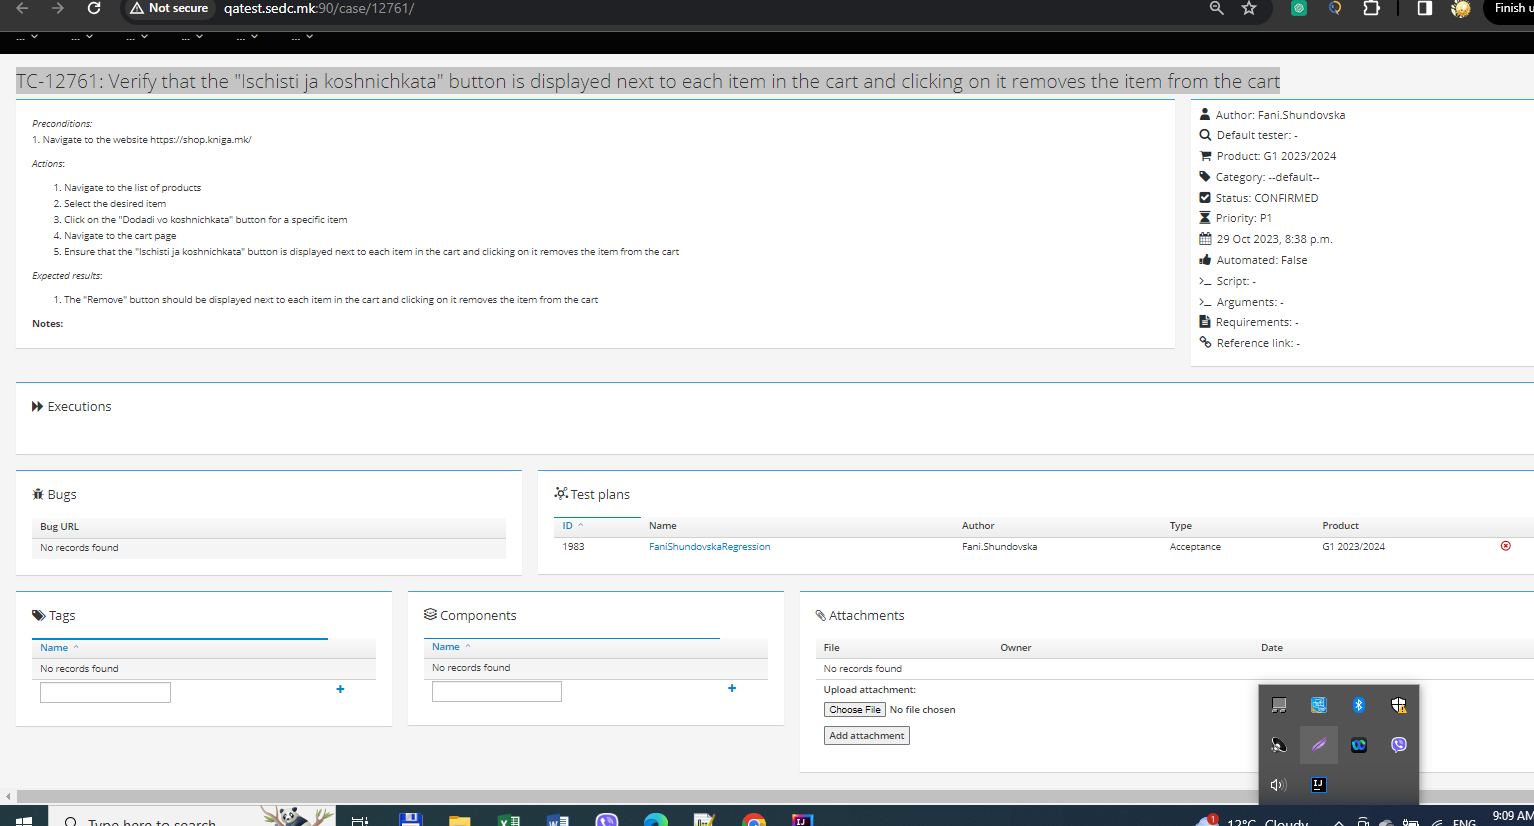 Not secure
qatest.sedc.mk:90/case/12761/
Finish u
... ... ... ... ... ...
TC-12761: Verify that the "Ischisti ja koshnichkata" button is displayed next to each item in the cart and clicking on it removes the item from the cart
Preconditions:
1. Navigate to the website https://shop.kniga.mk/
Actions:
1. Navigate to the list of products
2. Select the desired item
3. Click on the "Dodadi vo koshnichkata" button for a specific item
4. Navigate to the cart page
5. Ensure that the "Ischisti ja koshnichkata" button is displayed next to each item in the cart and clicking on it removes the item from the cart
Expected results:
1. The "Remove" button should be displayed next to each item in the cart and clicking on it removes the item from the cart
Notes:
Author: Fani.Shundovska
Default tester: -
Product: G1 2023/2024
Category: --default--
Status: CONFIRMED
Priority: P1
29 Oct 2023, 8:38 p.m.
Automated: False
Script: -
Arguments: -
Requirements: -
Reference link: -
Executions
Bugs
Bug URL
No records found
Test plans
ID Name Author Type Product
1983 FaniShundovskaRegression Fani.Shundovska Acceptance G1 2023/2024
Tags
Name
No records found
Components
Name
No records found
Attachments
File Owner Date
No records found
Upload attachment:
Choose File No file chosen
Add attachment
Type here to search
1
12°C Cloudy
ENG
9:09 AM